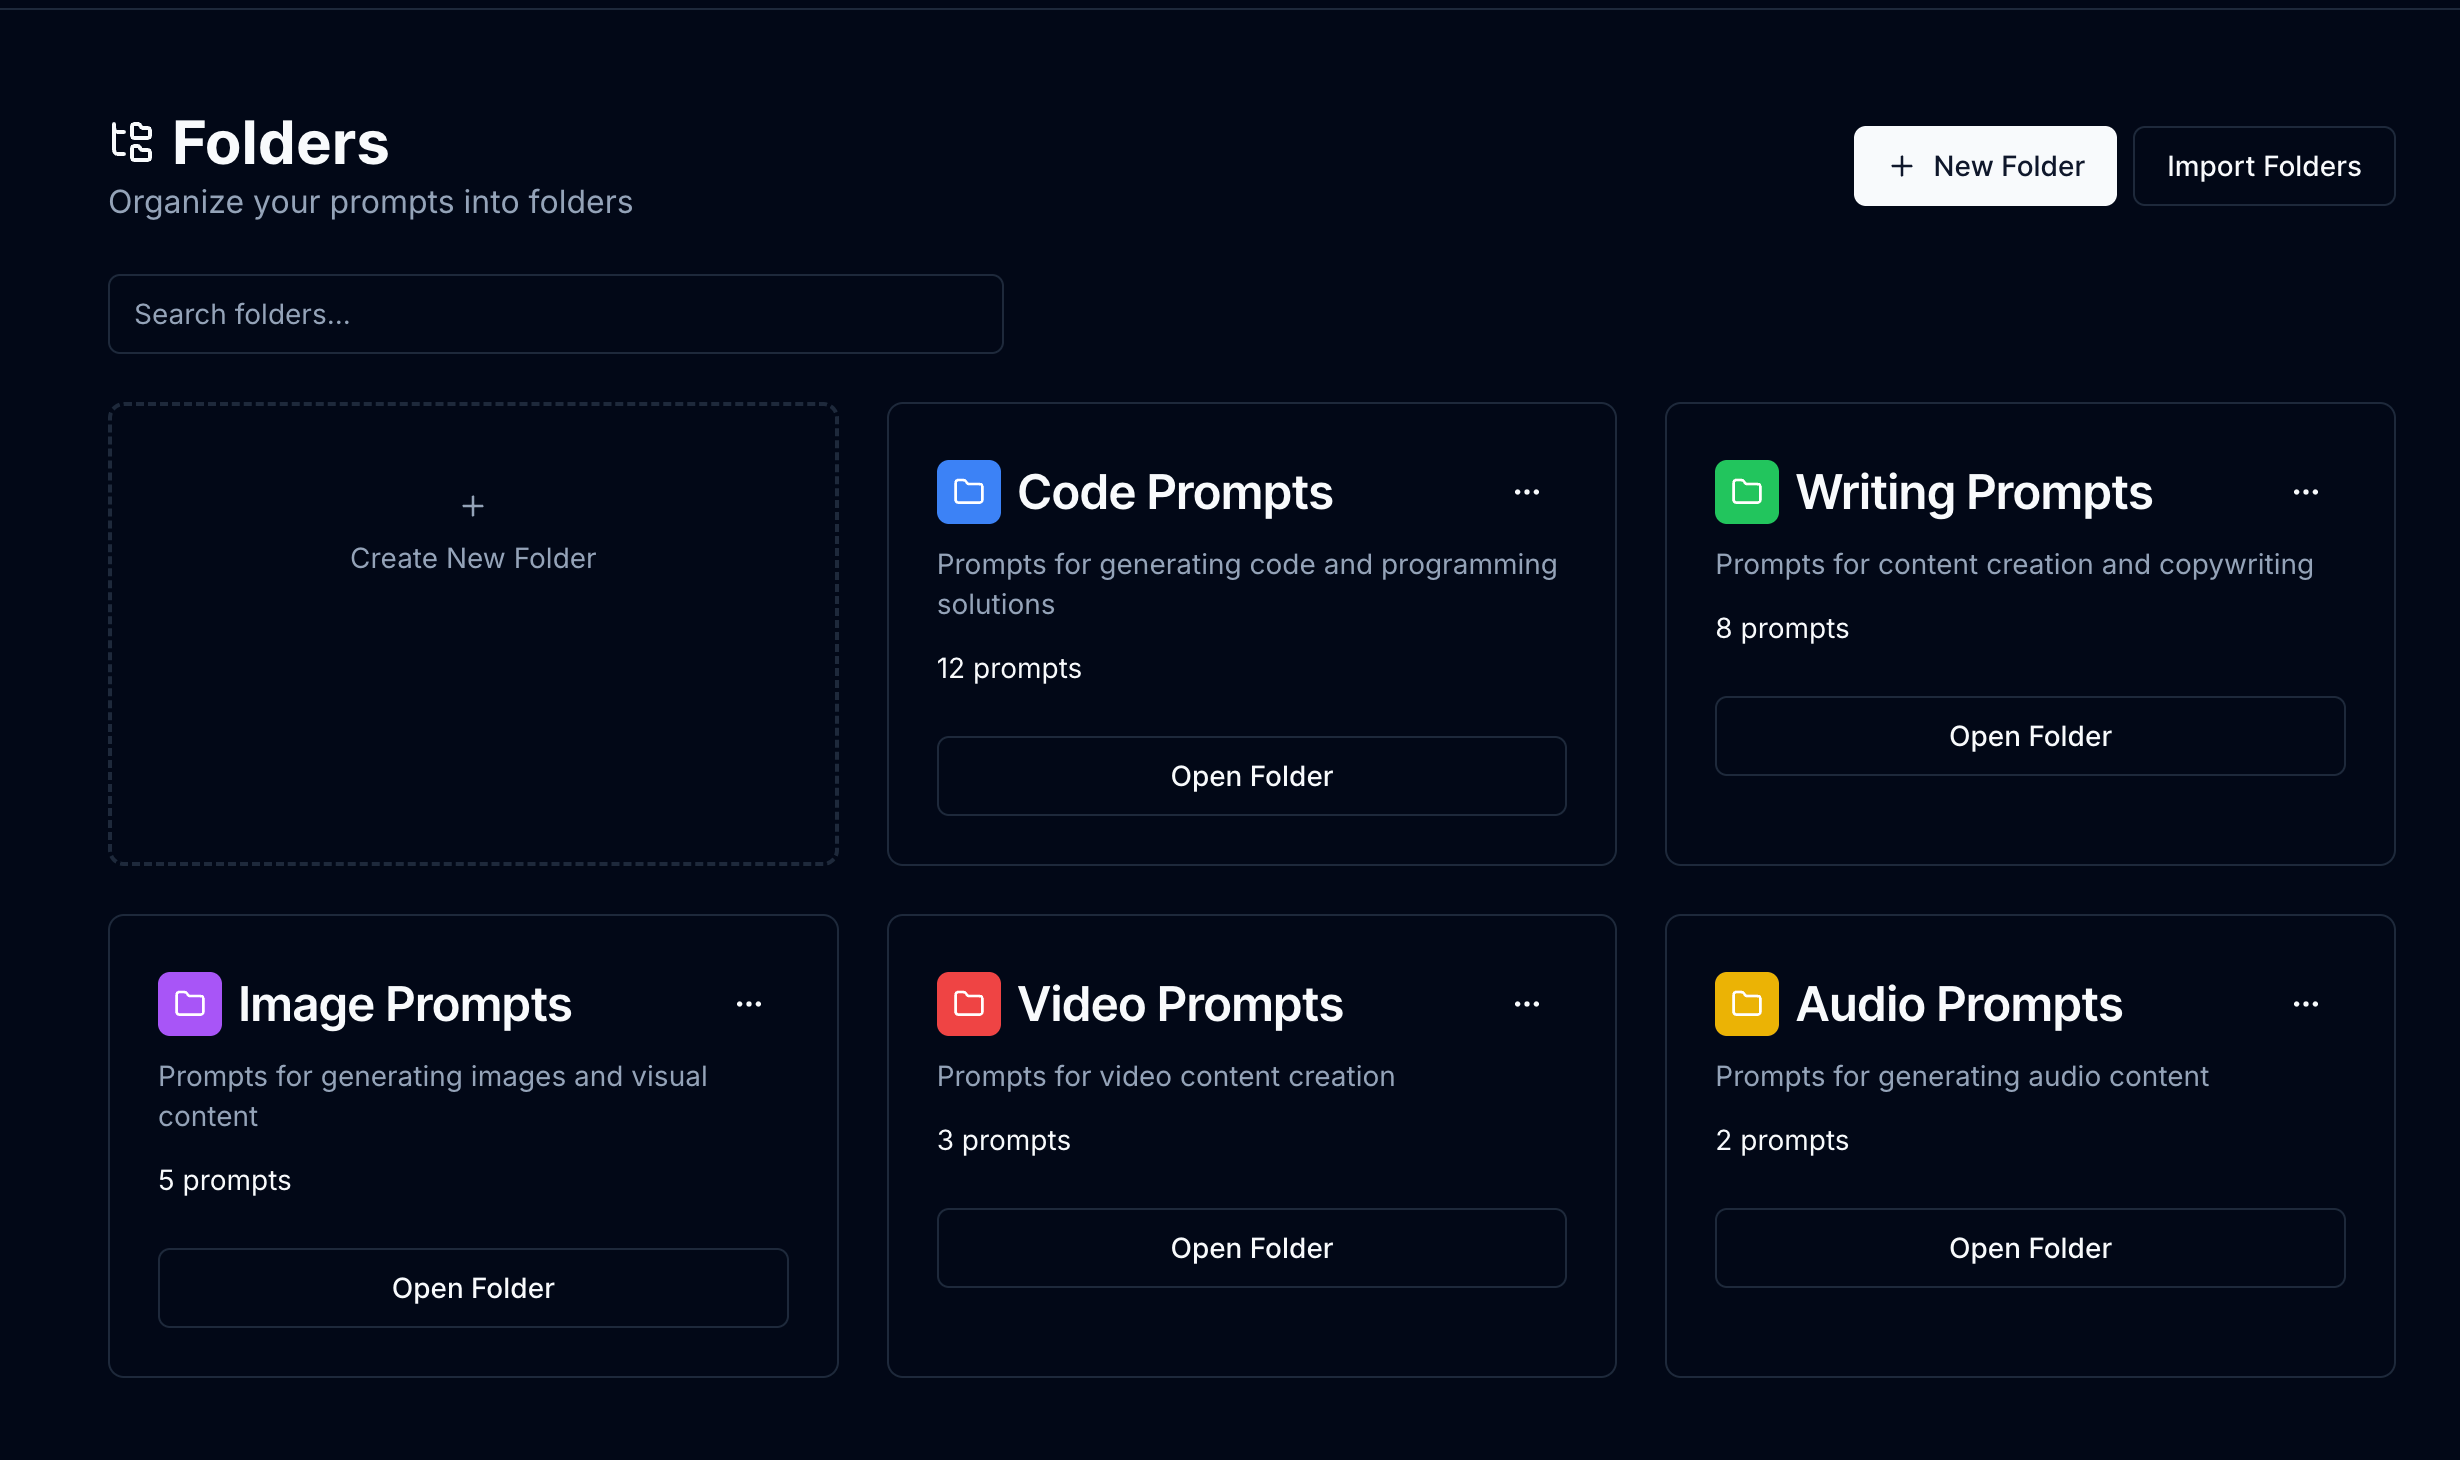 Folders
Organize your prompts into folders
New Folder
Import Folders
Search folders...
Create New Folder
Code Prompts
Prompts for generating code and programming
solutions
12 prompts
Open Folder
Writing Prompts
Prompts for content creation and copywriting
8 prompts
Open Folder
Image Prompts
Prompts for generating images and visual
content
5 prompts
Open Folder
Video Prompts
Prompts for video content creation
3 prompts
Open Folder
Audio Prompts
Prompts for generating audio content
2 prompts
Open Folder